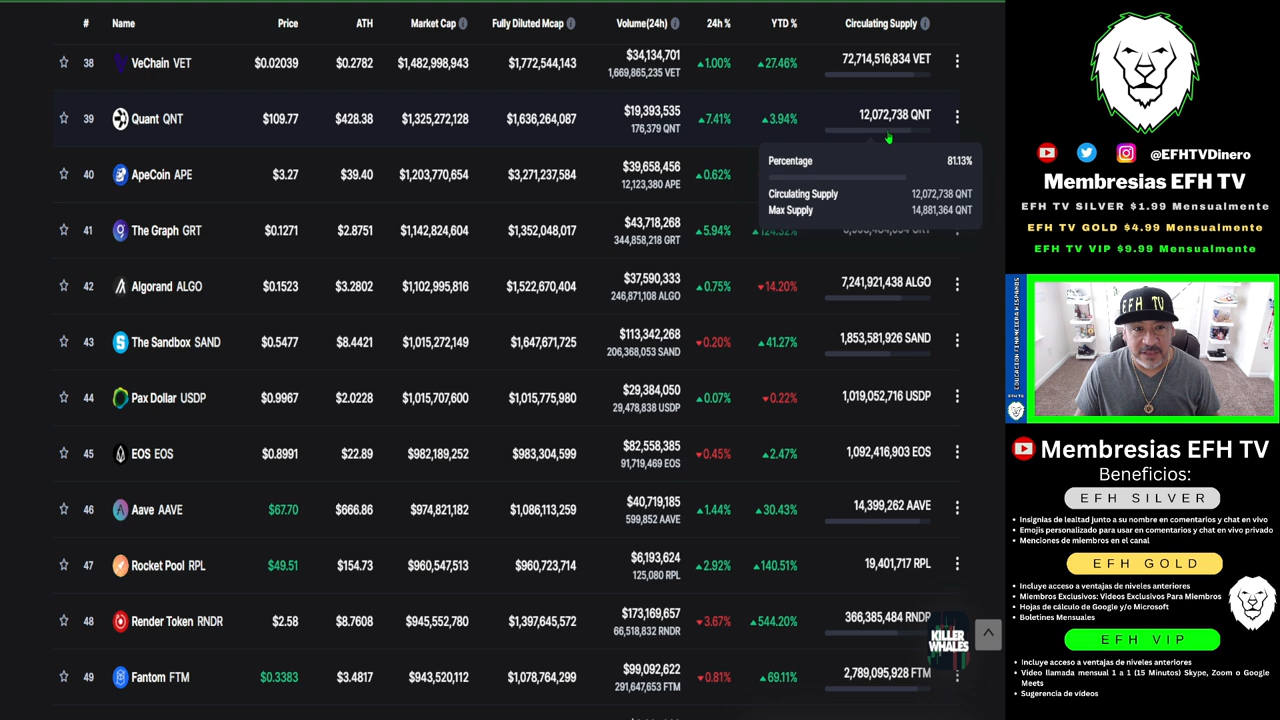 # Name Price ATH Market Cap Fully Diluted Mcap Volume(24h) 24h % YTD % Circulating Supply
38 VeChain VET $0.02039 $0.2782 $1,482,998,943 $1,772,544,143 $34,134,701 1.00% 27.46% 72,714,516,834 VET
1,669,865,235 VET
39 Quant QNT $109.77 $428.38 $1,325,272,128 $1,636,264,087 $19,393,535 7.41% 3.94% 12,072,738 QNT
176,379 QNT
Percentage 81.13%
Circulating Supply 12,072,738 QNT
Max Supply 14,881,364 QNT
40 ApeCoin APE $3.27 $39.40 $1,203,770,654 $3,271,237,584 $39,658,456 0.62%
12,123,380 APE
41 The Graph GRT $0.1271 $2.8751 $1,142,824,604 $1,352,048,017 $43,718,268 5.94%
344,858,218 GRT
42 Algorand ALGO $0.1523 $3.2802 $1,102,995,816 $1,522,670,404 $37,590,333 0.75% 14.20% 7,241,921,438 ALGO
246,871,108 ALGO
43 The Sandbox SAND $0.5477 $8.4421 $1,015,272,149 $1,647,671,725 $113,342,268 0.20% 41.27% 1,853,581,926 SAND
206,368,053 SAND
44 Pax Dollar USDP $0.9967 $2.0228 $1,015,707,600 $1,015,775,980 $29,384,050 0.07% 0.22% 1,019,052,716 USDP
29,478,838 USDP
45 EOS EOS $0.8991 $22.89 $982,189,252 $983,304,599 $82,558,385 0.45% 2.47% 1,092,416,903 EOS
91,719,469 EOS
46 Aave AAVE $67.70 $666.86 $974,821,182 $1,086,113,259 $40,719,185 1.44% 30.43% 14,399,262 AAVE
599,852 AAVE
47 Rocket Pool RPL $49.51 $154.73 $960,547,513 $960,723,714 $6,193,624 2.92% 140.51% 19,401,717 RPL
125,080 RPL
48 Render Token RNDR $2.58 $8.7608 $945,552,780 $1,397,645,572 $173,169,657 3.67% 544.20% 366,385,484 RNDR
66,518,832 RNDR
KILLER
WHALES
49 Fantom FTM $0.3383 $3.4817 $943,520,112 $1,078,764,299 $99,092,622 0.81% 69.11% 2,789,095,928 FTM
291,647,653 FTM
@EFHTVDinero
Membresias EFH TV
EFH TV SILVER $1.99 Mensualmente
EFH TV GOLD $4.99 Mensualmente
EFH TV VIP $9.99 Mensualmente
EDUCACION FINANCIERA HISPANOS
EFH TV
EFH TV
Membresias EFH TV
Beneficios:
EFH SILVER
• Insignias de lealtad junto a su nombre en comentarios y chat en vivo
• Emojis personalizado para usar en comentarios y chat en vivo privado
• Menciones de miembros en el canal
EFH GOLD
• Incluye acceso a ventajas de niveles anteriores
• Miembros Exclusivos: Videos Exclusivos Para Miembros
• Hojas de cálculo de Google y/o Microsoft
• Boletines Mensuales
EFH VIP
• Incluye acceso a ventajas de niveles anteriores
• Video llamada mensual 1 a 1 (15 Minutos) Skype, Zoom o Google
Meets
• Sugerencia de vídeos